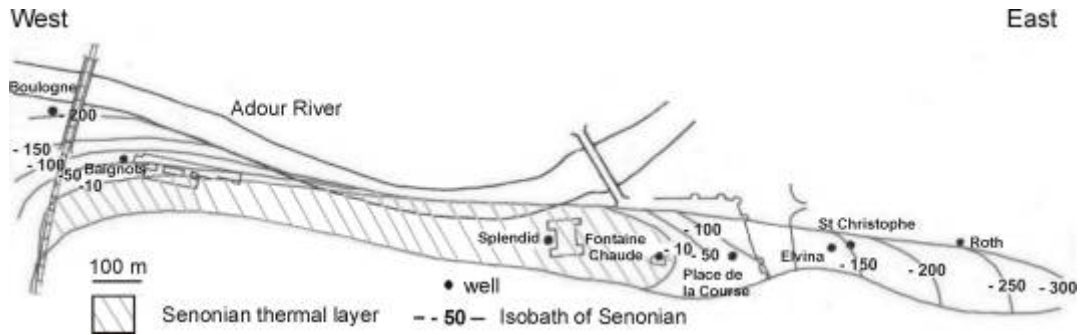 West
East
Boulogne
- 200
Adour River
- 150
- 100
Baignots
-50
-10
St Christophe
- 100
Splendid
Fontaine
Chaude
- 10
- 50
Elvina
Roth
- 150
Place de
la Course
- 200
- 250
- 300
100 m
well
Senonian thermal layer
- - 50 — Isobath of Senonian